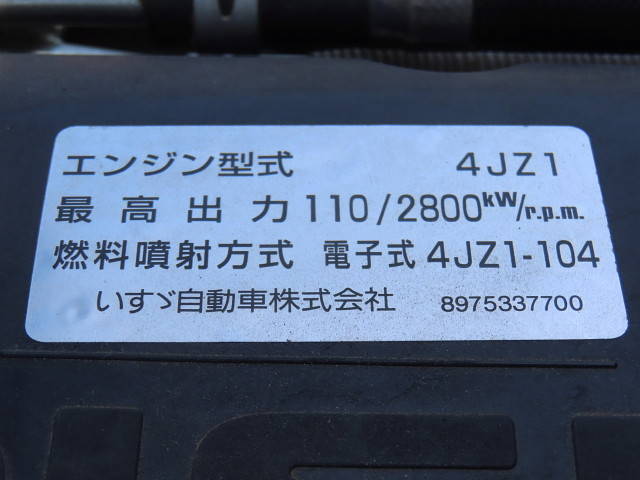 エンジン型式 4JZ1
最高出力 110/2800kW/r.p.m.
燃料噴射方式 電子式 4JZ1-104
いすゞ自動車株式会社 8975337700